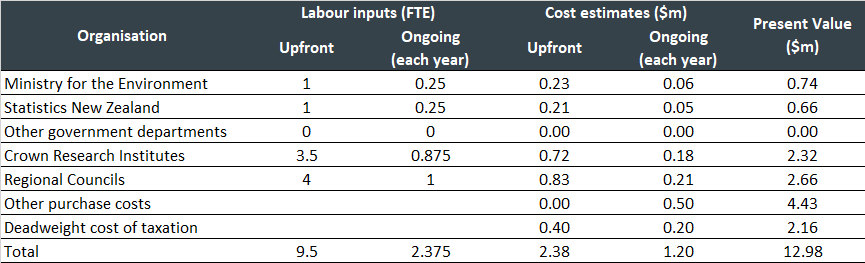 Organisation Labour inputs (FTE) Cost estimates ($m) Present Value ($m)
Upfront Ongoing (each year) Upfront Ongoing (each year)
Ministry for the Environment 1 0.25 0.23 0.06 0.74
Statistics New Zealand 1 0.25 0.21 0.05 0.66
Other government departments 0 0 0.00 0.00 0.00
Crown Research Institutes 3.5 0.875 0.72 0.18 2.32
Regional Councils 4 1 0.83 0.21 2.66
Other purchase costs 0.00 0.50 4.43
Deadweight cost of taxation 0.40 0.20 2.16
Total 9.5 2.375 2.38 1.20 12.98